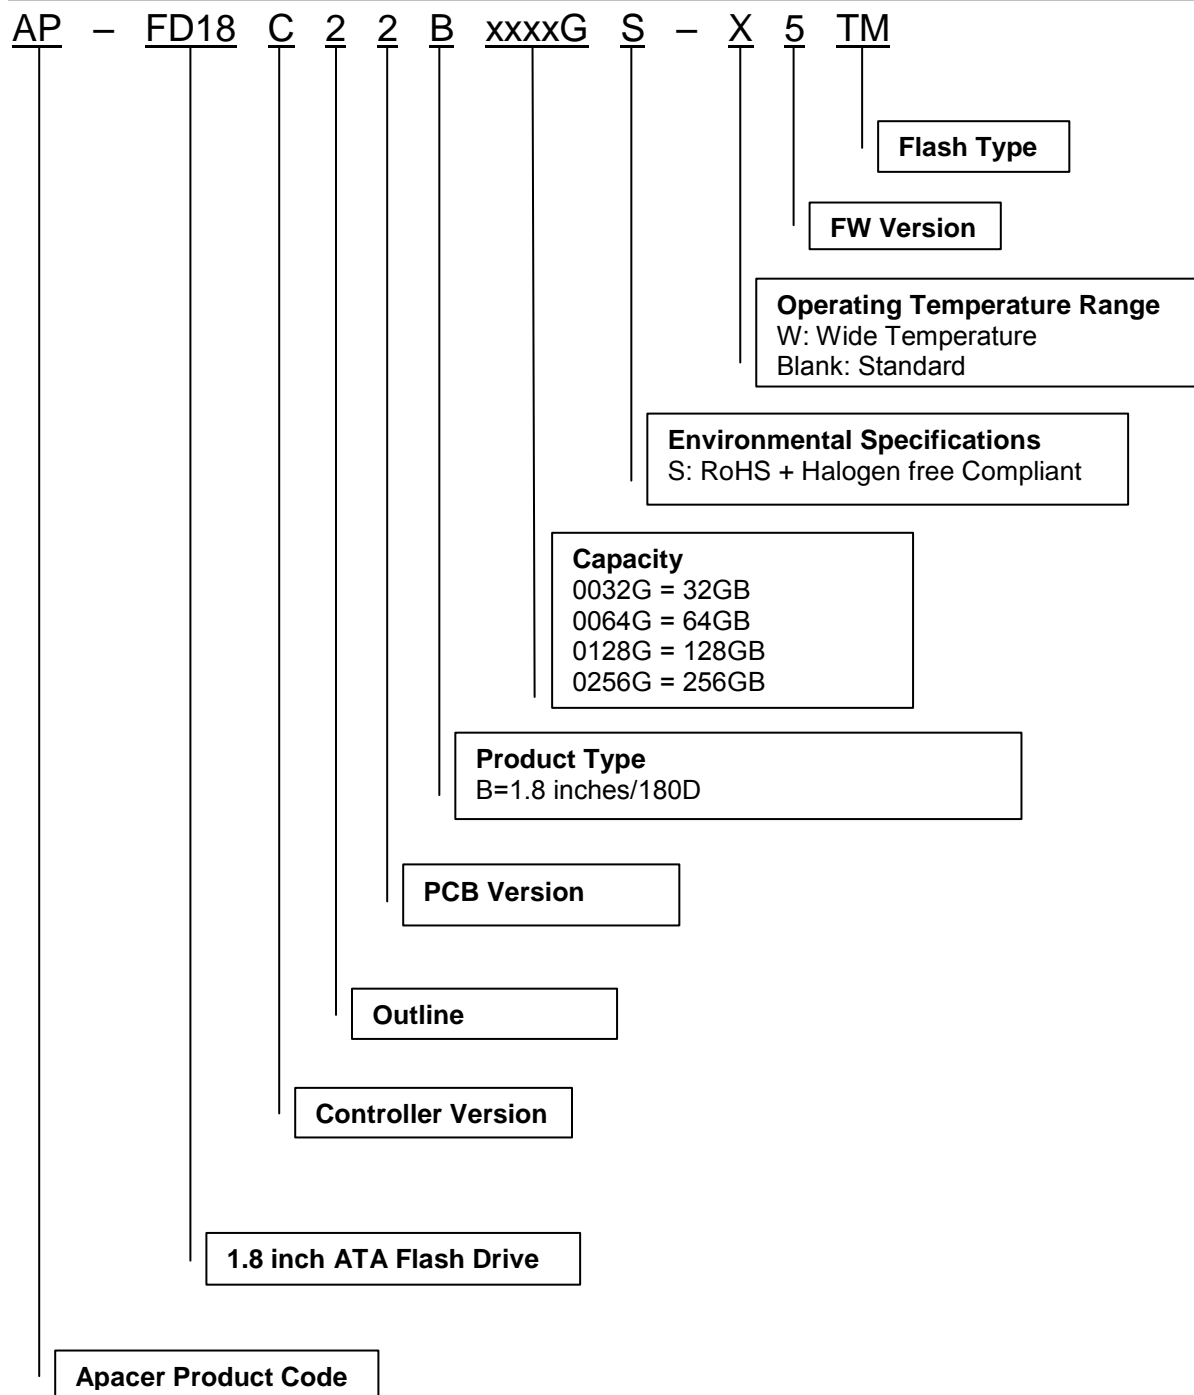 AP – FD18 C 2 2 B xxxxG S – X 5 TM
Flash Type
FW Version
Operating Temperature Range
W: Wide Temperature
Blank: Standard
Environmental Specifications
S: RoHS + Halogen free Compliant
Capacity
0032G = 32GB
0064G = 64GB
0128G = 128GB
0256G = 256GB
Product Type
B=1.8 inches/180D
PCB Version
Outline
Controller Version
1.8 inch ATA Flash Drive
Apacer Product Code